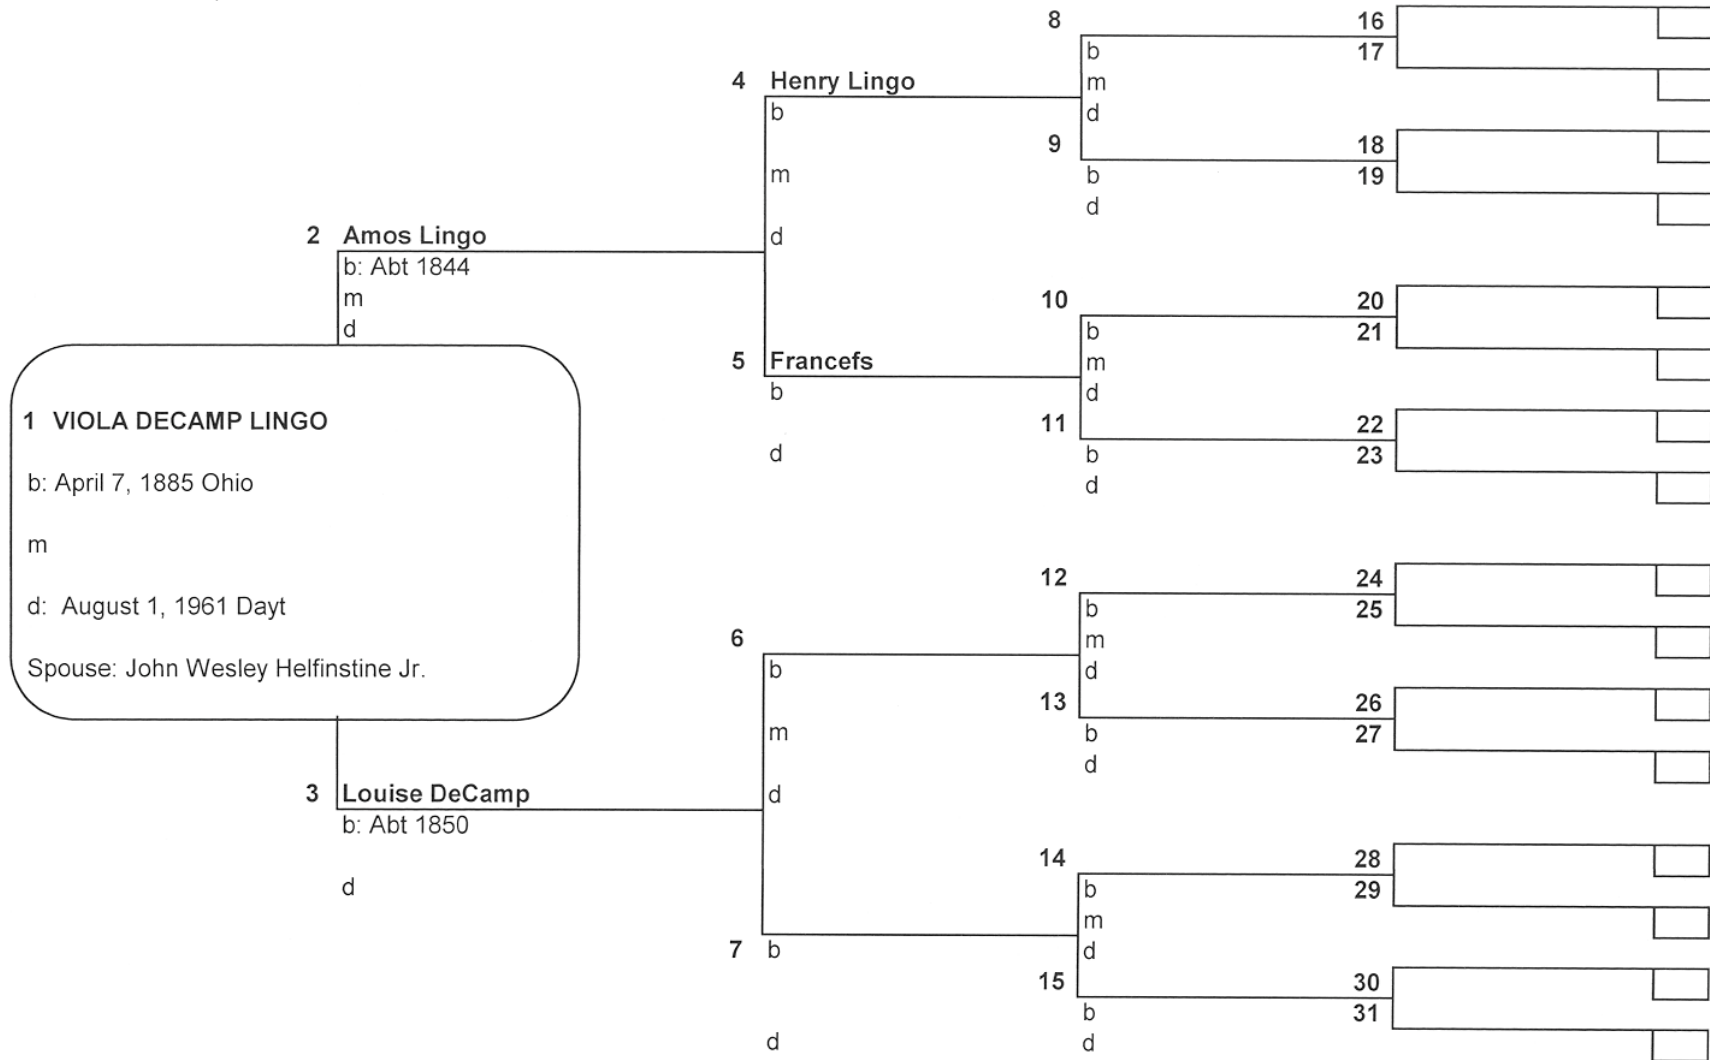 8
16
b
17
4 Henry Lingo
m
b
d
9
18
m
b
19
d
2 Amos Lingo
d
b: Abt 1844
m
10
20
d
b
21
5 Francefs
m
b
d
1 VIOLA DECAMP LINGO
11
22
d
b
23
b: April 7, 1885 Ohio
d
m
12
24
d: August 1, 1961 Dayt
b
25
6
m
Spouse: John Wesley Helfinstine Jr.
b
d
13
26
m
b
27
d
3 Louise DeCamp
d
b: Abt 1850
14
28
d
b
29
m
7 b
d
15
30
b
31
d
d